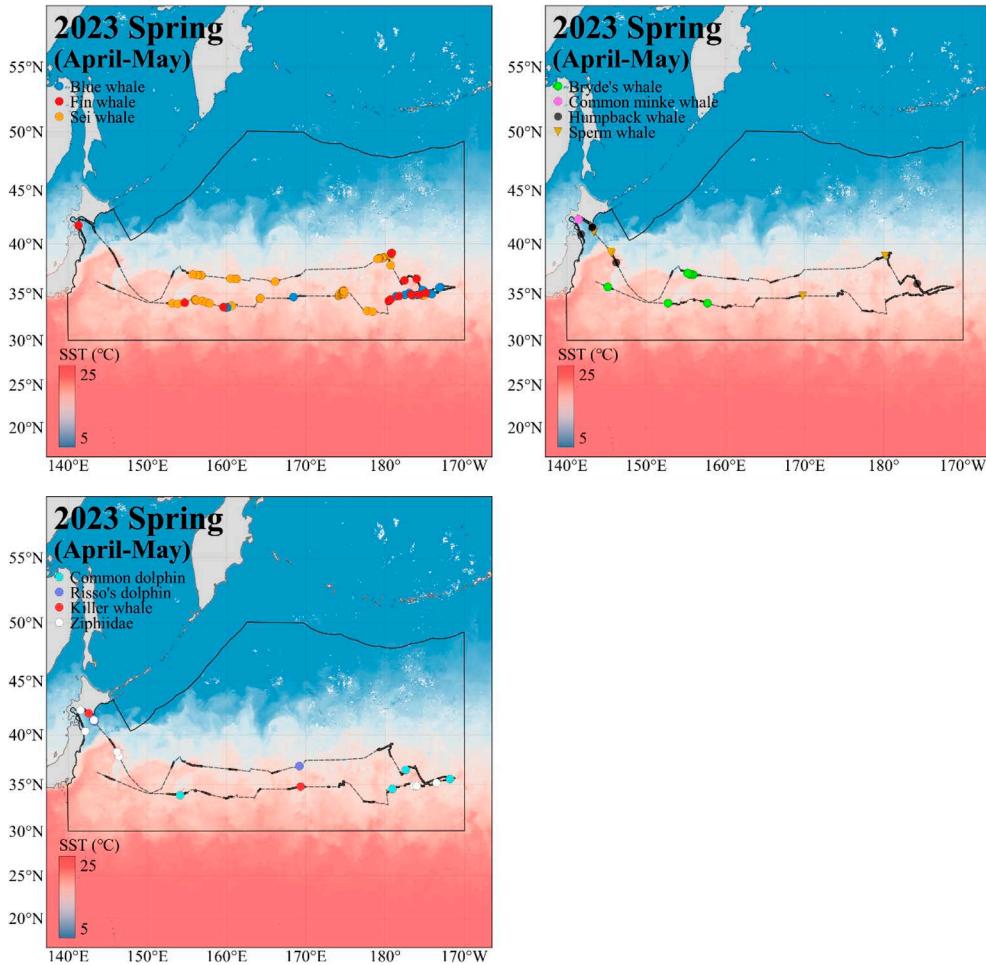 2023 Spring
(April-May)
Blue whale
Fin whale
Sei whale
55°N
50°N
45°N
40°N
35°N
30°N
25°N
20°N
SST (℃)
25
5
140°E
150°E
160°E
170°E
180°
170°W
2023 Spring
(April-May)
Bryde's whale
Common minke whale
Humpback whale
Sperm whale
55°N
50°N
45°N
40°N
35°N
30°N
25°N
20°N
SST (℃)
25
5
140°E
150°E
160°E
170°E
180°
170°W
2023 Spring
(April-May)
Common dolphin
Risso's dolphin
Killer whale
Ziphiidae
55°N
50°N
45°N
40°N
35°N
30°N
25°N
20°N
SST (℃)
25
5
140°E
150°E
160°E
170°E
180°
170°W